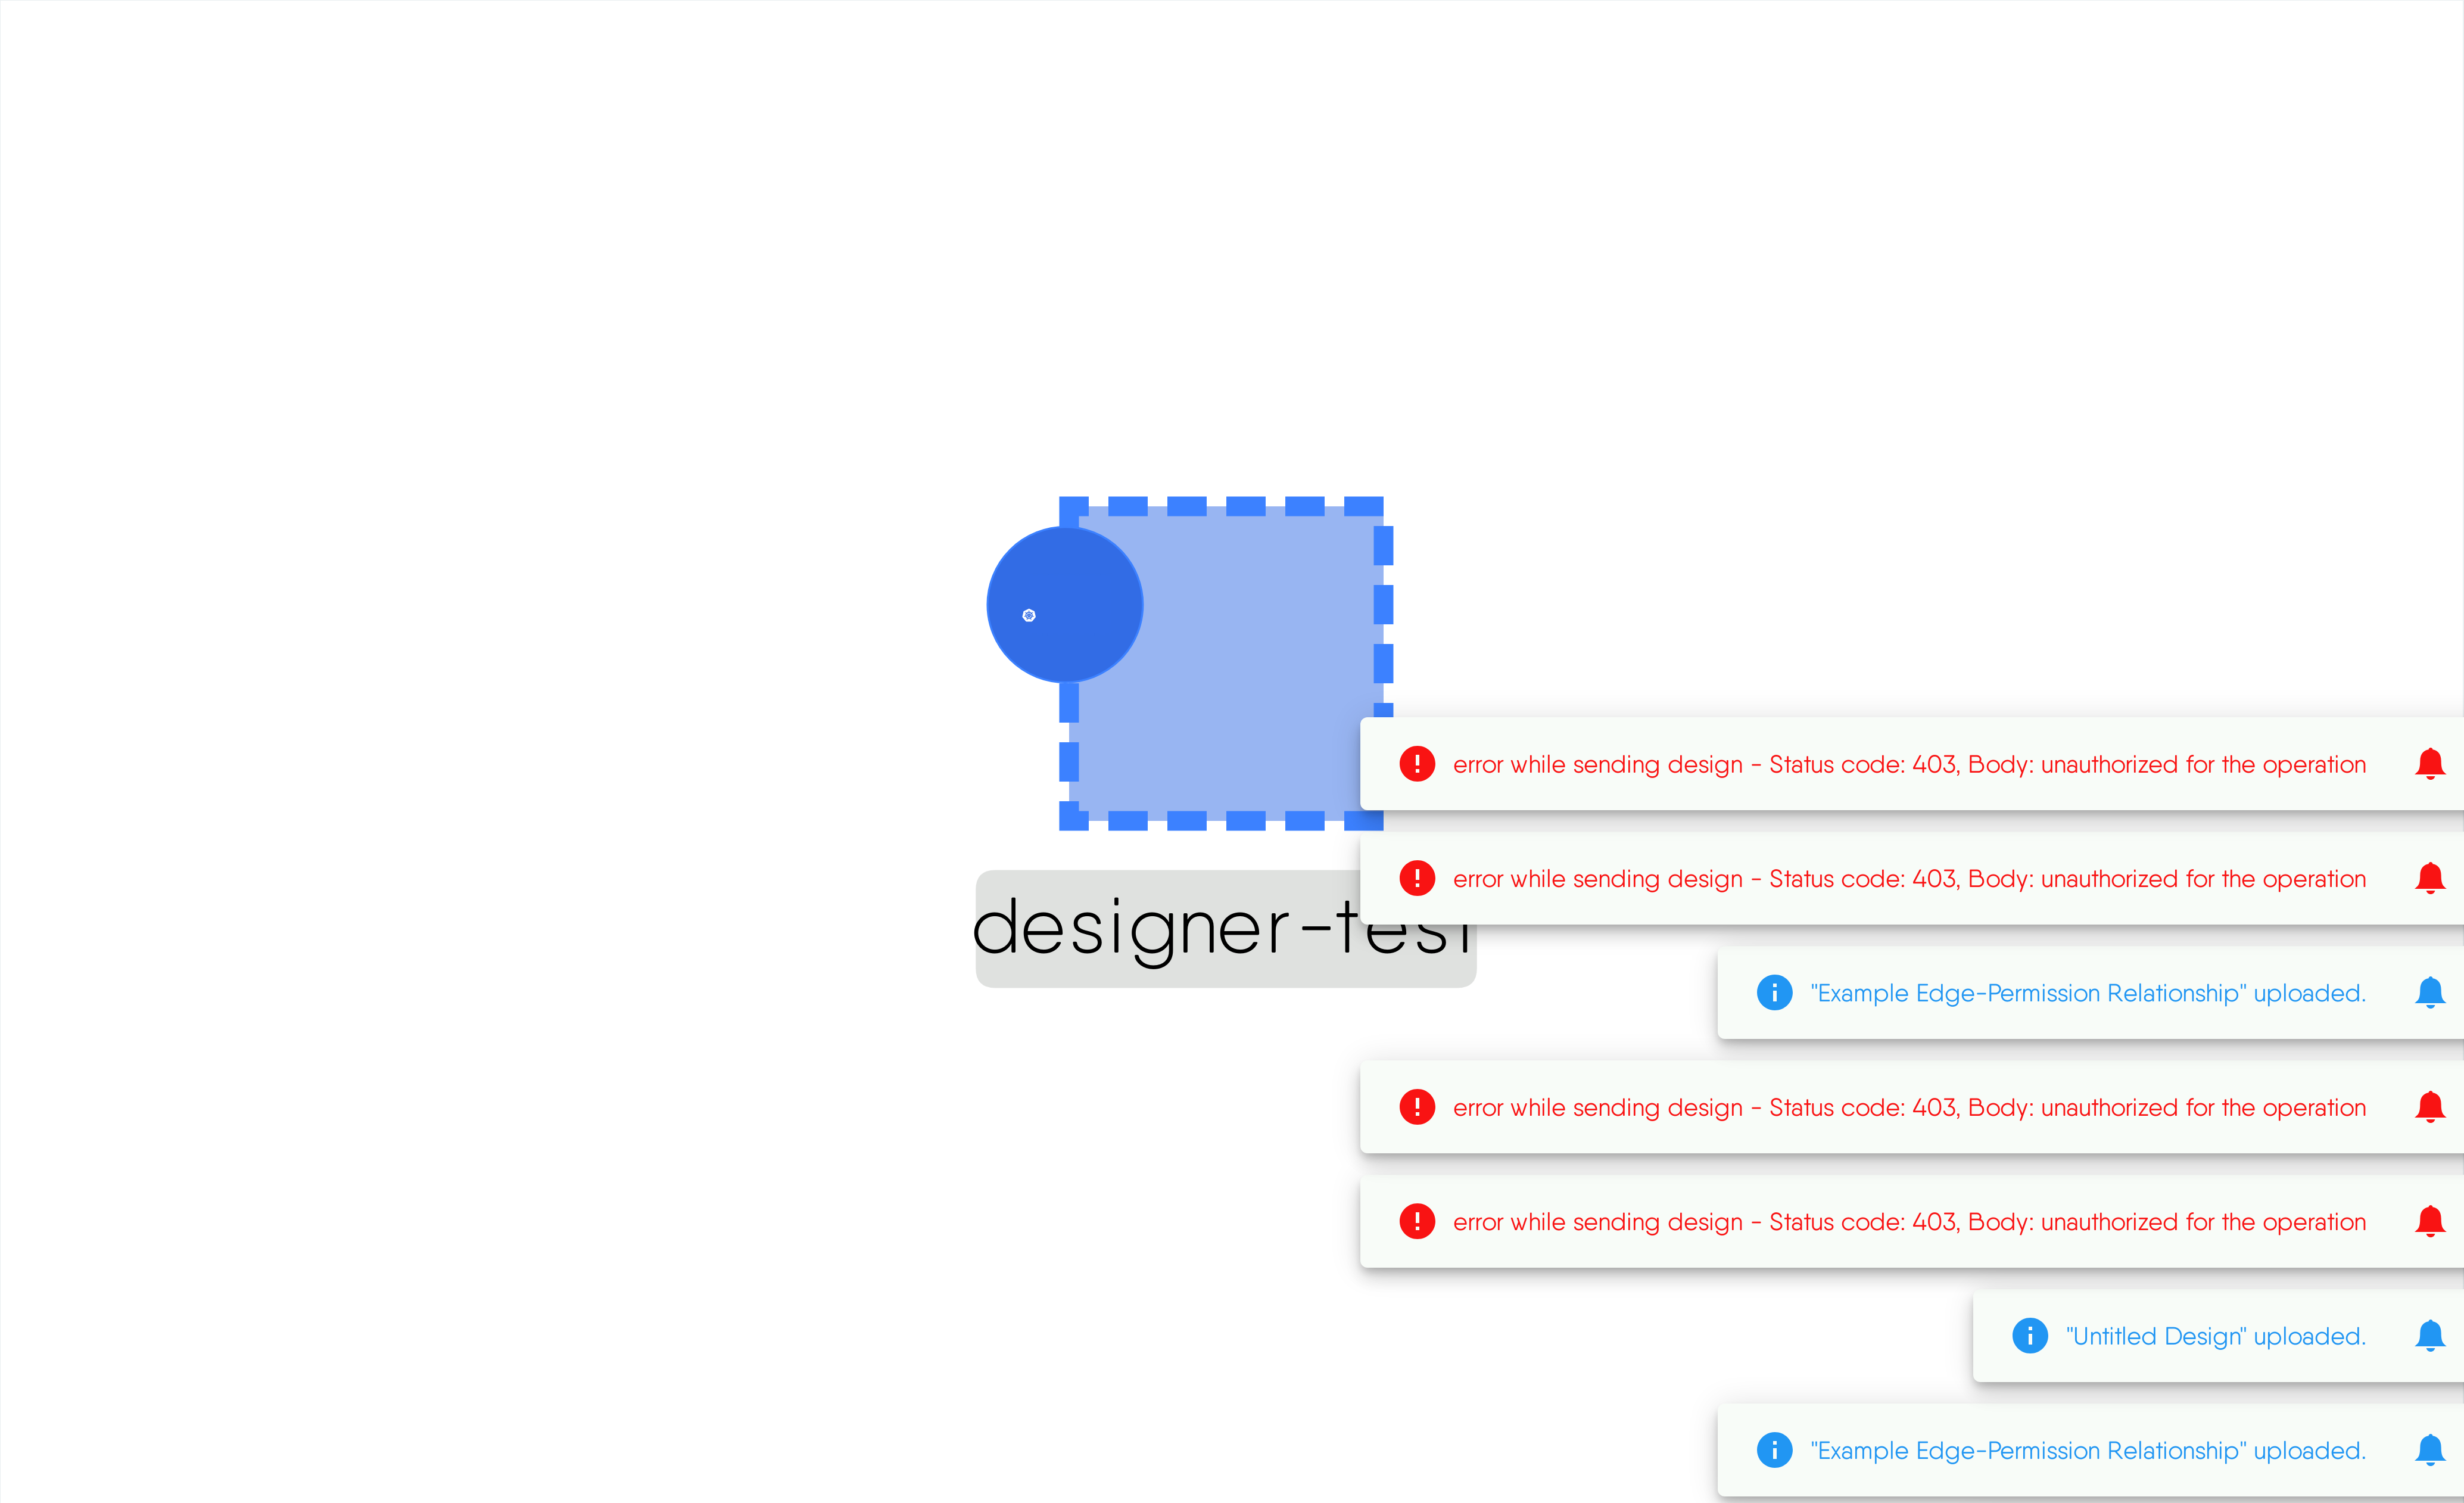 error while sending design - Status code: 403, Body: unauthorized for the operation
error while sending design - Status code: 403, Body: unauthorized for the operation
designer-test
"Example Edge-Permission Relationship" uploaded.
error while sending design - Status code: 403, Body: unauthorized for the operation
error while sending design - Status code: 403, Body: unauthorized for the operation
"Untitled Design" uploaded.
"Example Edge-Permission Relationship" uploaded.